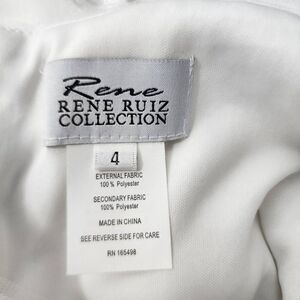 Rene
RENE RUIZ
COLLECTION
4
EXTERNAL FABRIC
100% Polyester
SECONDARY FABRIC
100% Polyester
MADE IN CHINA
SEE REVERSE SIDE FOR CARE
RN 165498